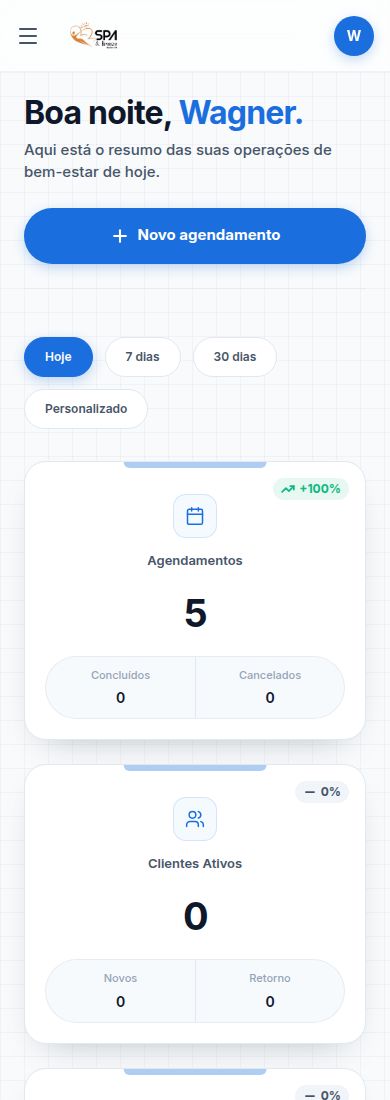 SPA
W
Boa noite, Wagner.
Aqui está o resumo das suas operações de
bem-estar de hoje.
+ Novo agendamento
Hoje
7 dias
30 dias
Personalizado
+100%
Agendamentos
5
Concluídos
Cancelados
0
0
0%
Clientes Ativos
0
Novos
Retorno
0
0
0%